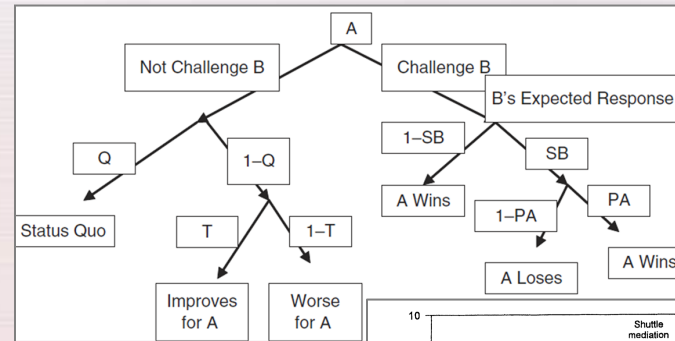 A
Not Challenge B
Challenge B
B's Expected Response
Q
1–Q
1–SB
SB
Status Quo
T
1–T
A Wins
1–PA
PA
Improves
for A
Worse
for A
A Loses
A Wins
10
Shuttle
mediation